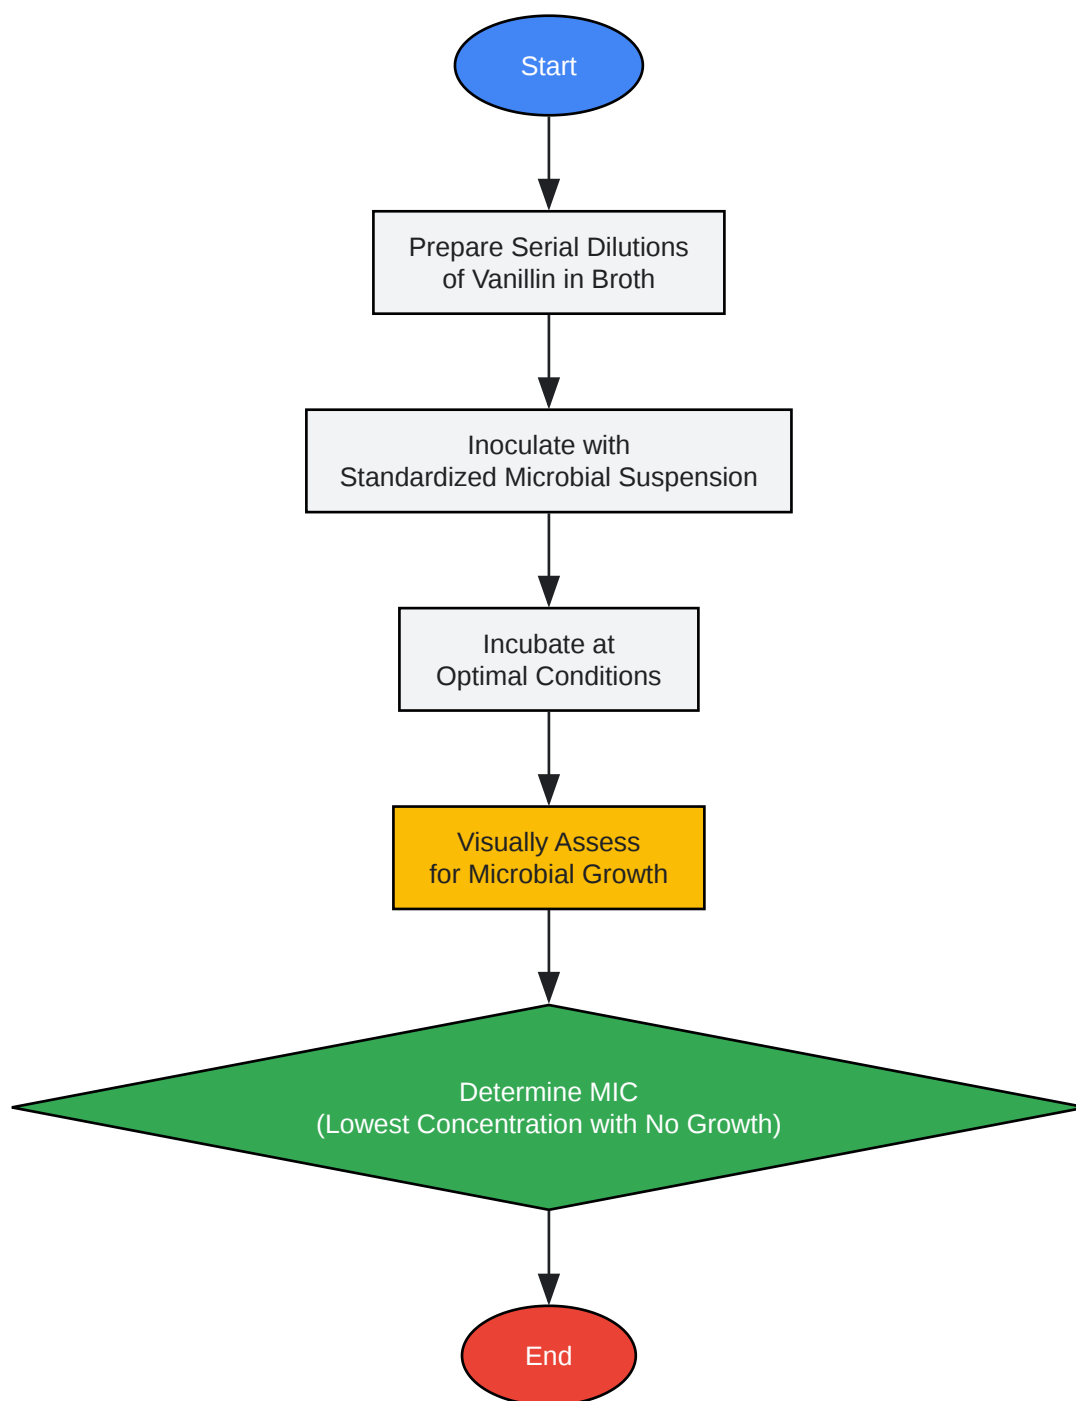 Start
Prepare Serial Dilutions
of Vanillin in Broth
Inoculate with
Standardized Microbial Suspension
Incubate at
Optimal Conditions
Visually Assess
for Microbial Growth
Determine MIC
(Lowest Concentration with No Growth)
End